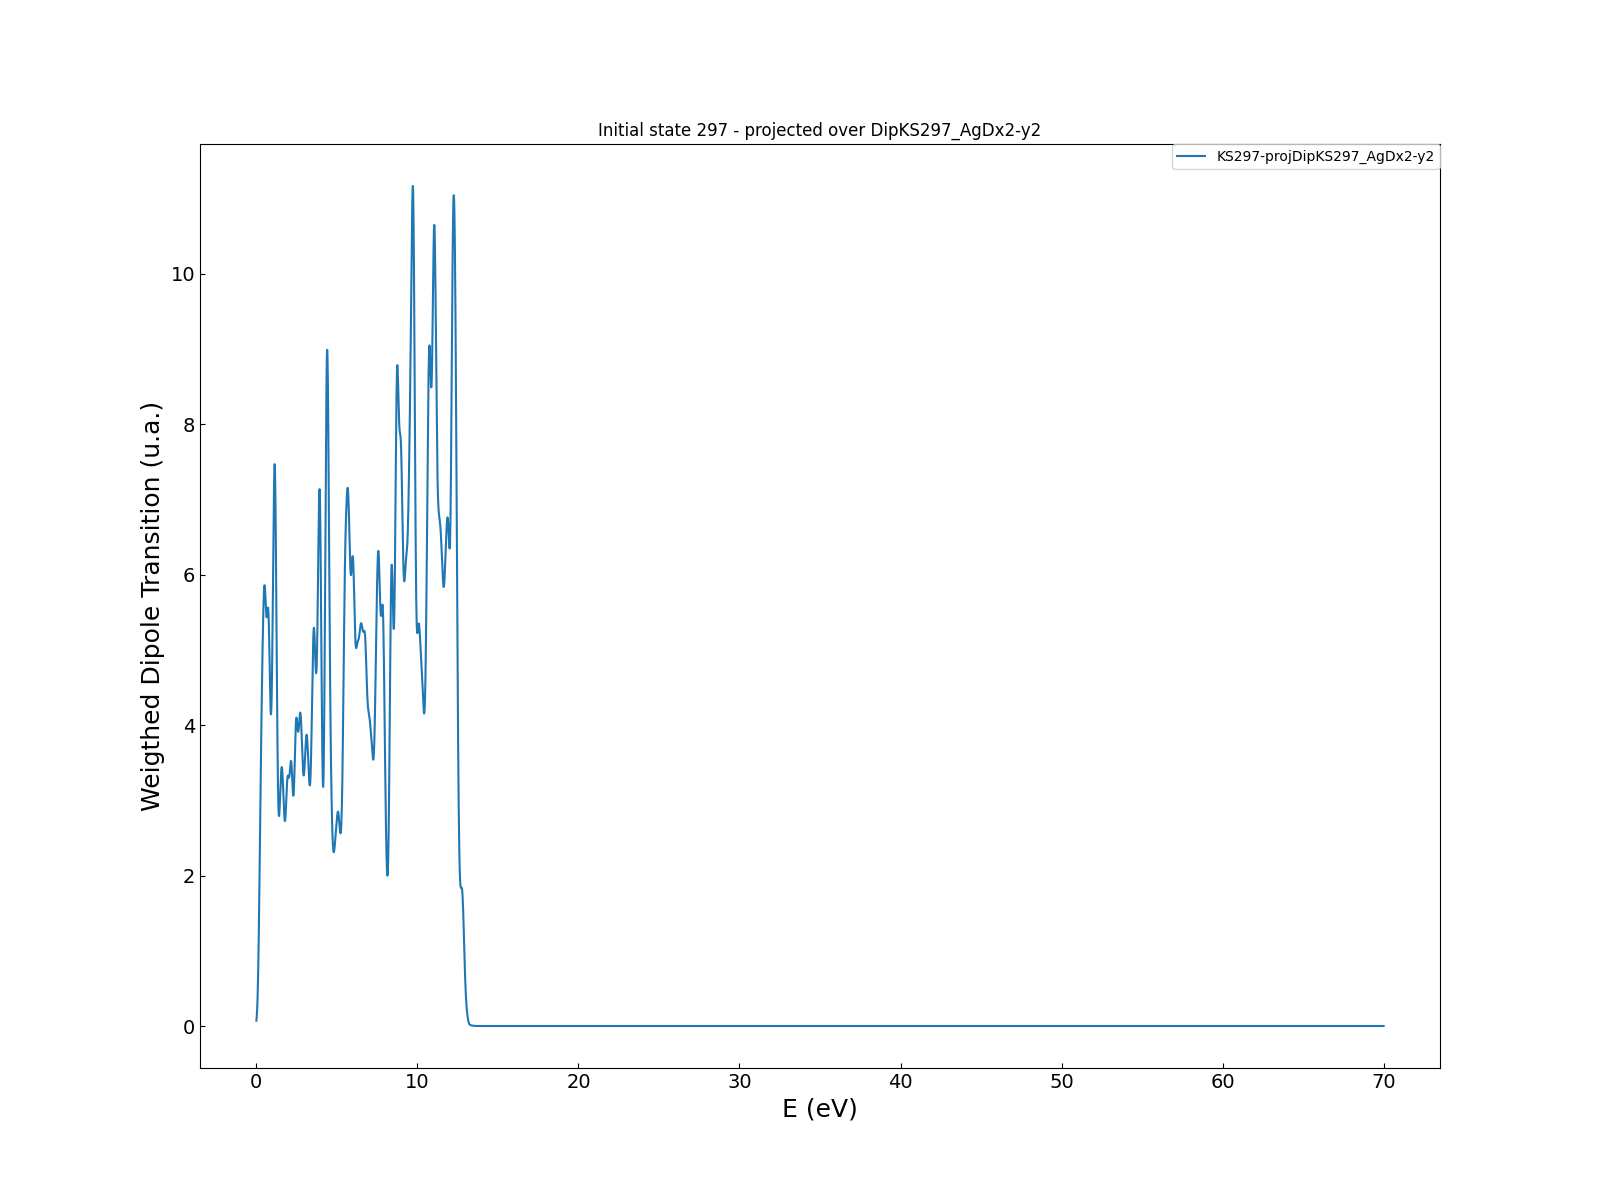 Initial state 297 - projected over DipKS297_AgDx2-y2
KS297-projDipKS297_AgDx2-y2
Weigthed Dipole Transition (u.a.)
10
8
6
4
2
0
0 10 20 30 40 50 60 70
E (eV)